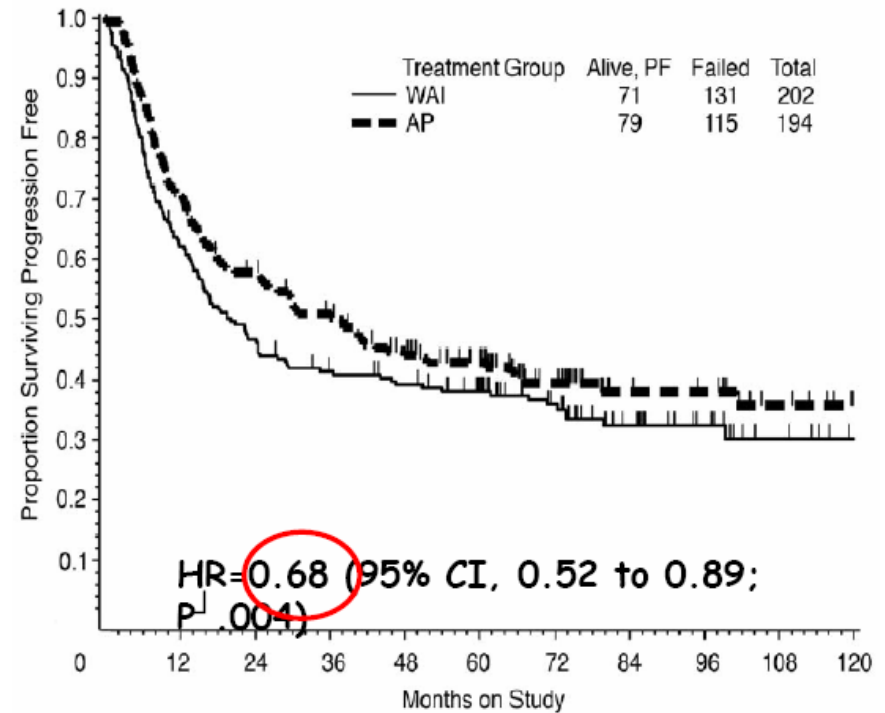 Treatment Group Alive, PF Failed Total
WAI 71 131 202
AP 79 115 194
Proportion Surviving Progression Free
1.0
0.9
0.8
0.7
0.6
0.5
0.4
0.3
0.2
0.1
HR=0.68 (95% CI, 0.52 to 0.89;
P .004)
0 12 24 36 48 60 72 84 96 108 120
Months on Study